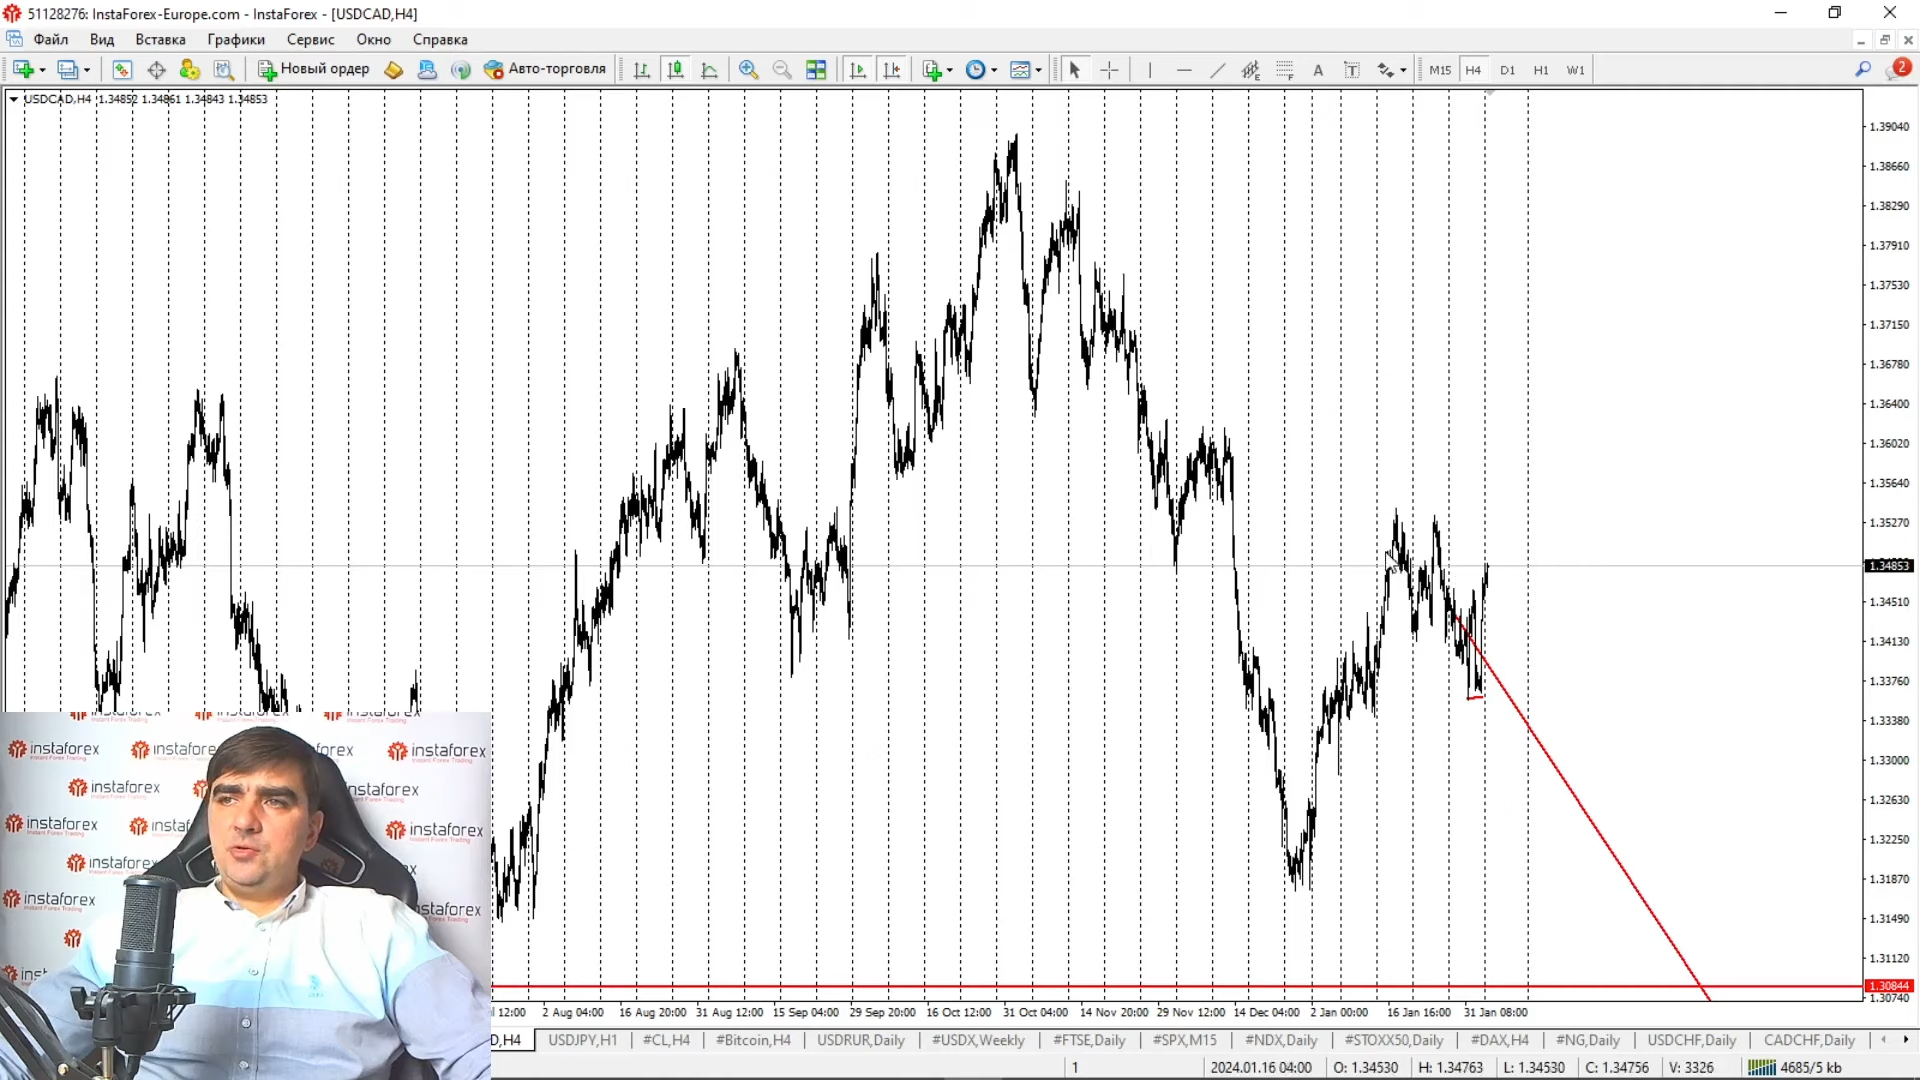 51128276: InstaForex-Europe.com - InstaForex - [USDCAD,H4]
Файл Вид Вставка Графики Сервис Окно Справка
Новый ордер Авто-торговля A T M15 H4 D1 H1 W1 2
USDCAD,H4 1.34852 1.34861 1.34843 1.34853
1.39040
1.38660
1.38290
1.37910
1.37530
1.37150
1.36780
1.36400
1.36020
1.35640
1.35270
1.34853
1.34510
1.34130
1.33760
1.33380
1.33000
1.32630
1.32250
1.31870
1.31490
1.31120
1.30844
1.30740
instaforex
Instant Forex Trading
instaforex
instaforex
instaforex
instaforex
instaforex
instaforex
instaforex
instaforex
12:00 2 Aug 04:00 16 Aug 20:00 31 Aug 12:00 15 Sep 04:00 29 Sep 20:00 16 Oct 12:00 31 Oct 04:00 14 Nov 20:00 29 Nov 12:00 14 Dec 04:00 2 Jan 00:00 16 Jan 16:00 31 Jan 08:00
D,H4 USDJPY,H1 #CL,H4 #Bitcoin,H4 USDRUR,Daily #USDX,Weekly #FTSE,Daily #SPX,M15 #NDX,Daily #STOXX50,Daily #DAX,H4 #NG,Daily USDCHF,Daily CADCHF,Daily
1 2024.01.16 04:00 O: 1.34530 H: 1.34763 L: 1.34530 C: 1.34756 V: 3326 4685/5 kb